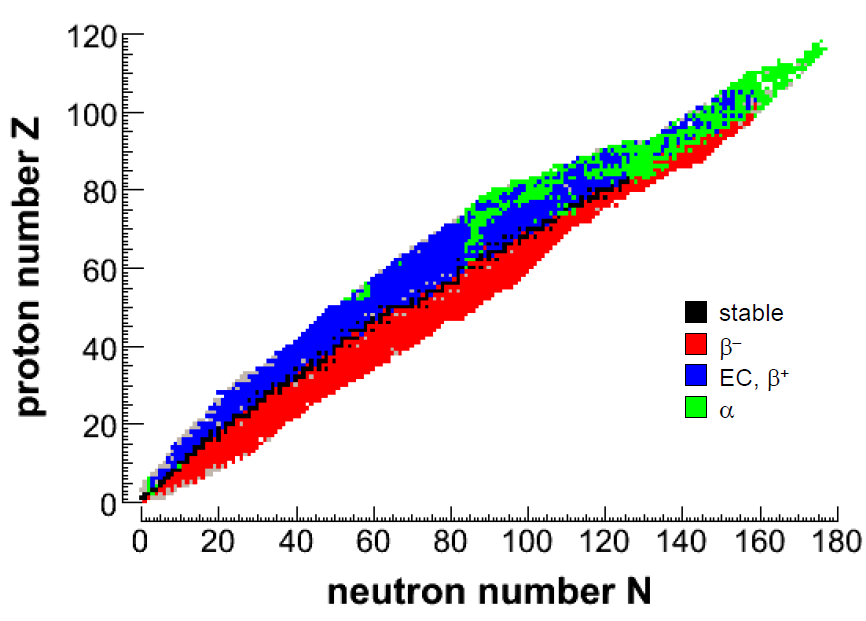 120
100
80
60
40
20
0
proton number Z
0 20 40 60 80 100 120 140 160 180
neutron number N
stable
β⁻
EC, β⁺
α